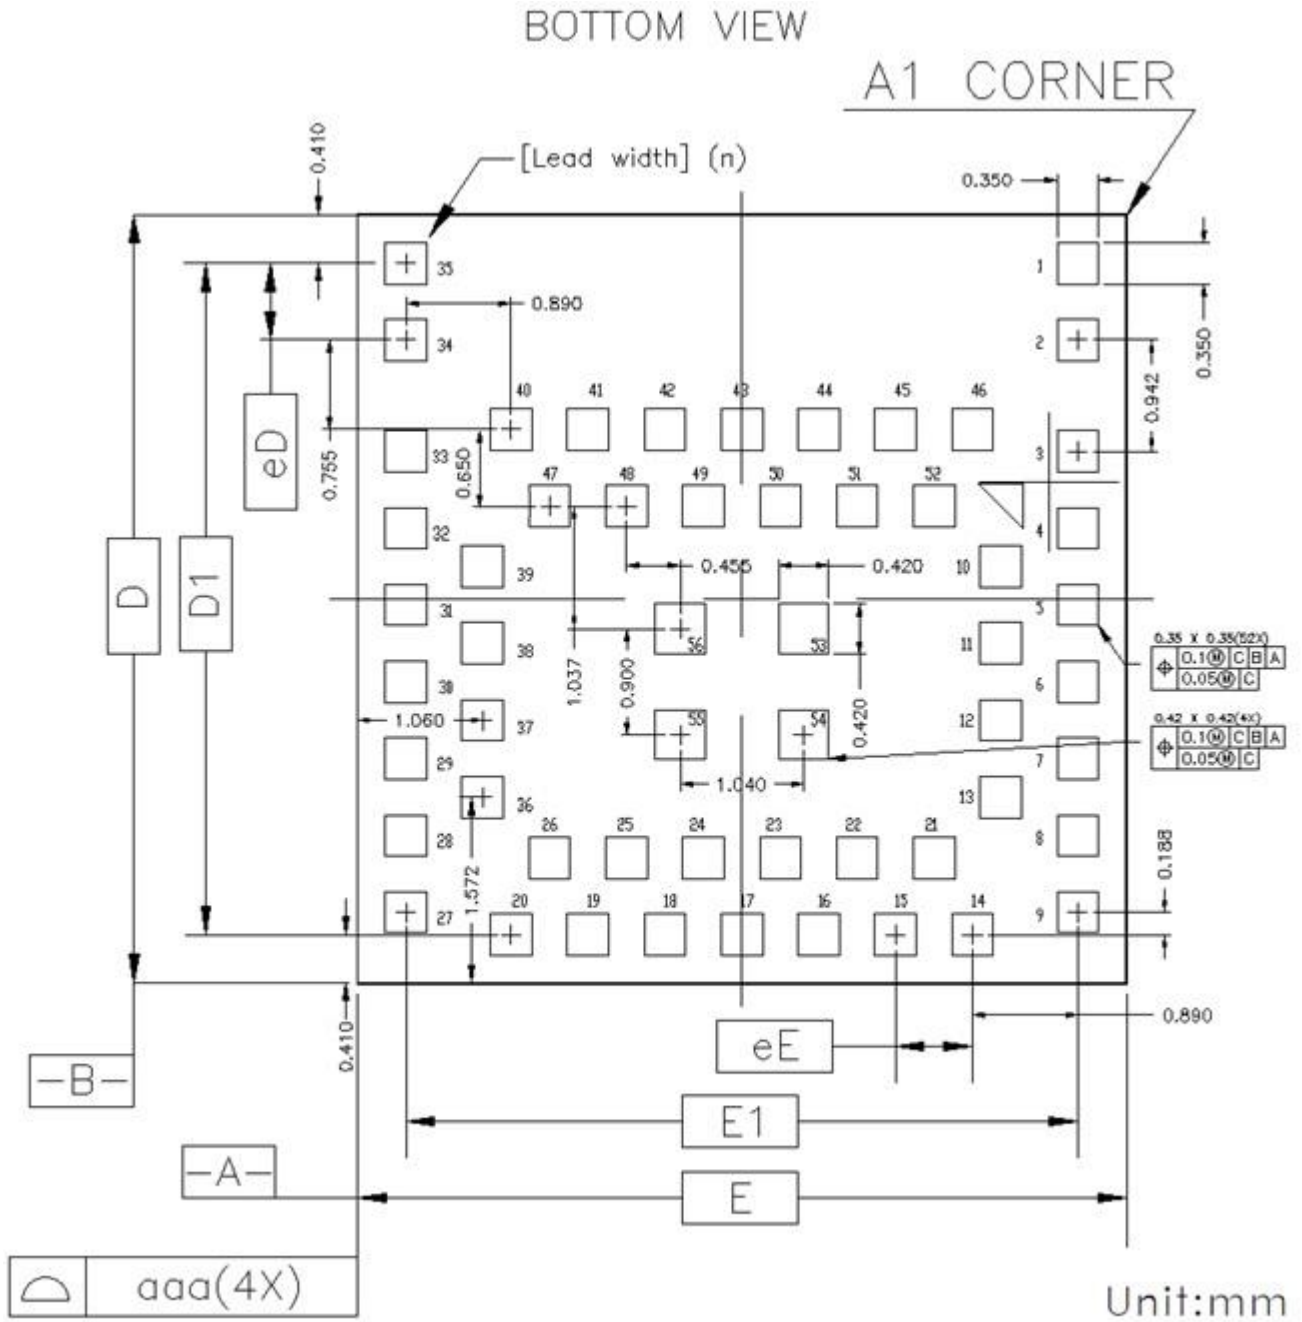 BOTTOM VIEW
A1 CORNER
0.410
[Lead width] (n)
0.350
35
1
0.890
34
2
0.350
0.942
40 41 42 43 44 45 46
eD
0.755
33
0.650
3
47 48 49 50 51 52
32
4
39
0.455
0.420
10
D
D1
31
5
56
53
38
11
0.35 X 0.35(52X)
0.1Ⓜ C B A
0.05Ⓜ C
1.037
0.900
30
6
1.060
37
55
54
0.420
12
0.42 X 0.42(4X)
0.1Ⓜ C B A
0.05Ⓜ C
29
7
1.040
36
13
28
26 25 24 23 22 21
8
0.188
1.572
27
20 19 18 17 16 15 14
9
0.410
0.890
eE
-B-
E1
-A-
E
aaa(4X)
Unit:mm